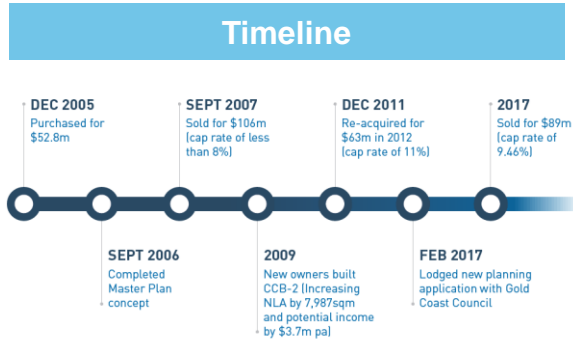 Timeline
DEC 2005
Purchased for
$52.8m
SEPT 2007
Sold for $106m
(cap rate of less
than 8%)
DEC 2011
Re-acquired for
$63m in 2012
(cap rate of 11%)
2017
Sold for $89m
(cap rate of
9.46%)
SEPT 2006
Completed
Master Plan
concept
2009
New owners built
CCB-2 (Increasing
NLA by 7,987sqm
and potential income
by $3.7m pa)
FEB 2017
Lodged new planning
application with Gold
Coast Council